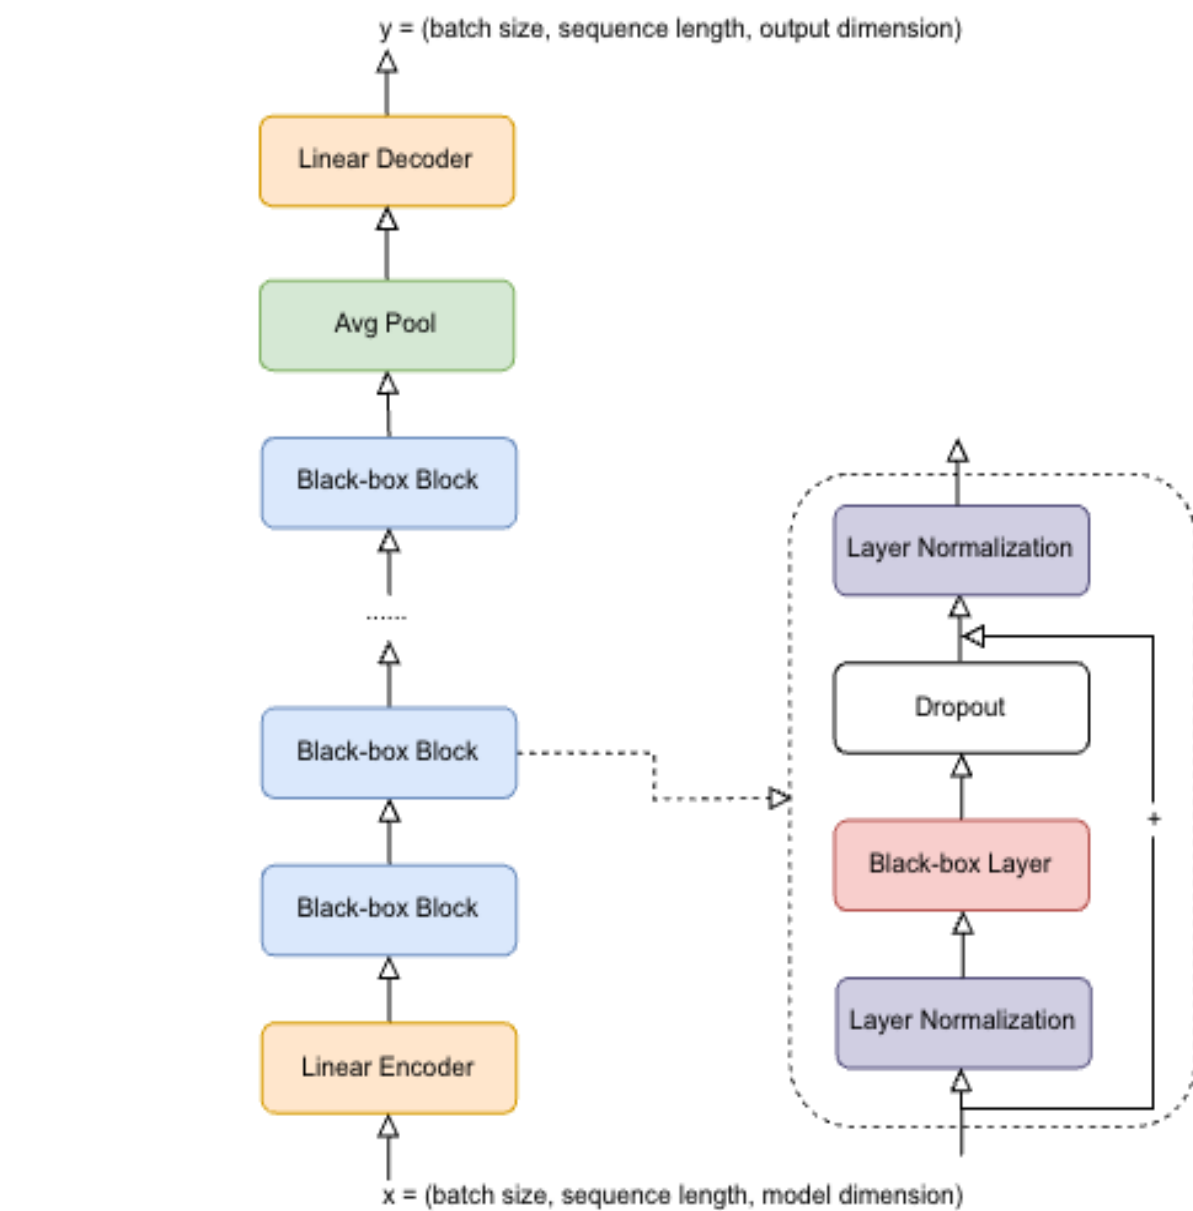 y = (batch size, sequence length, output dimension)
Linear Decoder
Avg Pool
Black-box Block
......
Black-box Block
Black-box Block
Linear Encoder
x = (batch size, sequence length, model dimension)
Layer Normalization
Dropout
+
Black-box Layer
Layer Normalization